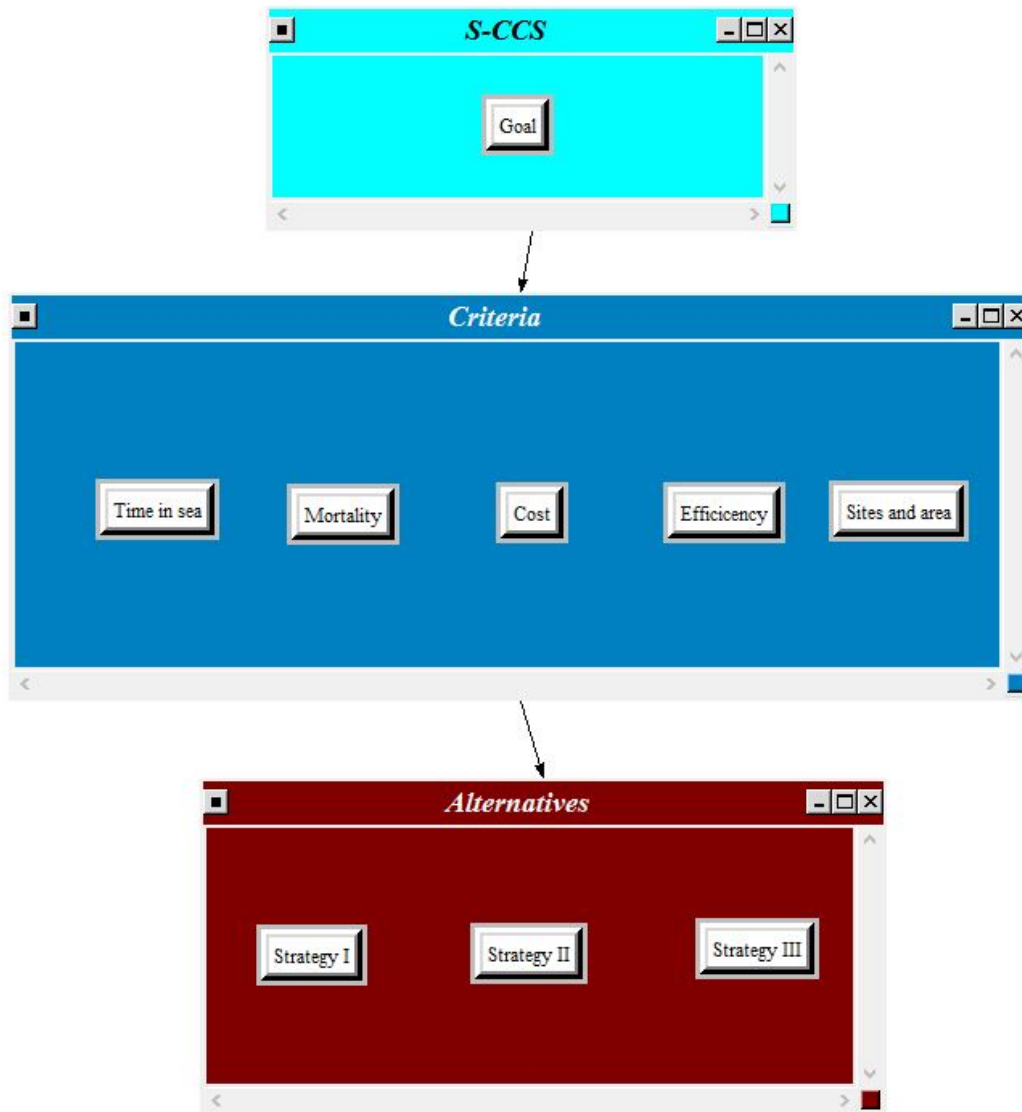 S-CCS
Goal
Criteria
Time in sea
Mortality
Cost
Efficicency
Sites and area
Alternatives
Strategy I
Strategy II
Strategy III